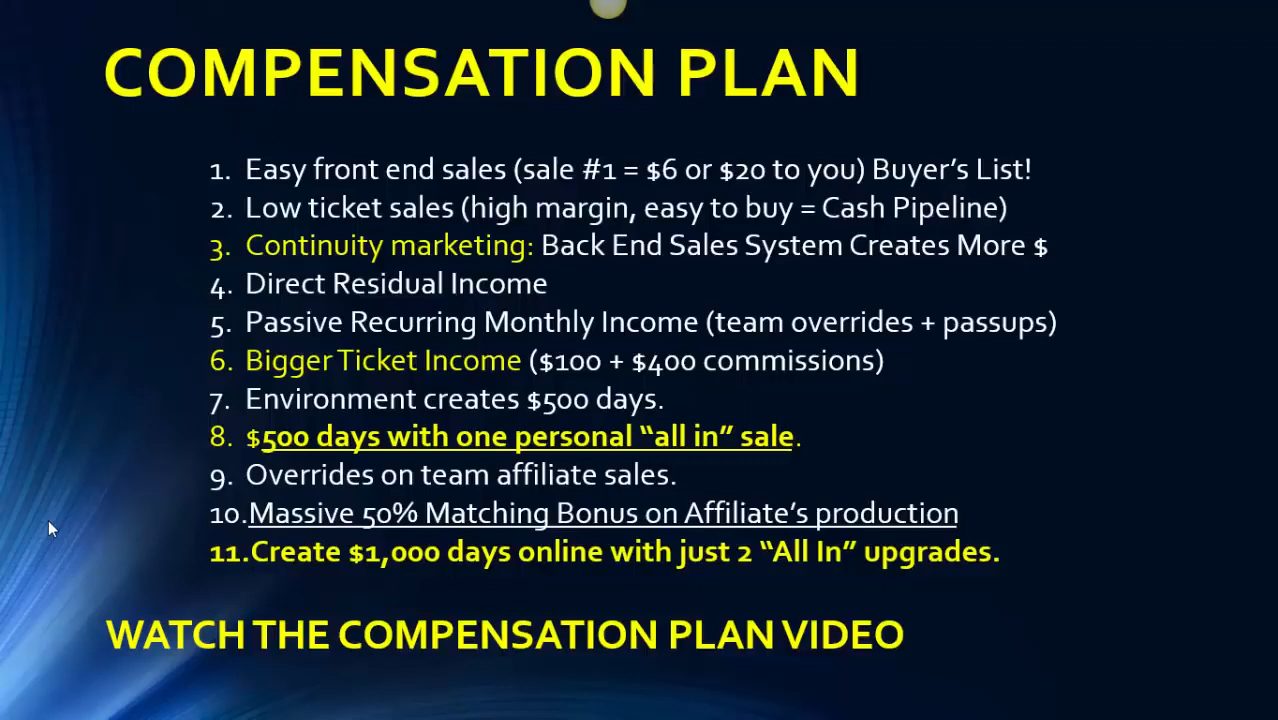 COMPENSATION PLAN
1. Easy front end sales (sale #1 = $6 or $20 to you) Buyer’s List!
2. Low ticket sales (high margin, easy to buy = Cash Pipeline)
3. Continuity marketing: Back End Sales System Creates More $
4. Direct Residual Income
5. Passive Recurring Monthly Income (team overrides + passups)
6. Bigger Ticket Income ($100 + $400 commissions)
7. Environment creates $500 days.
8. $500 days with one personal “all in” sale.
9. Overrides on team affiliate sales.
10.Massive 50% Matching Bonus on Affiliate’s production
11.Create $1,000 days online with just 2 “All In” upgrades.
WATCH THE COMPENSATION PLAN VIDEO